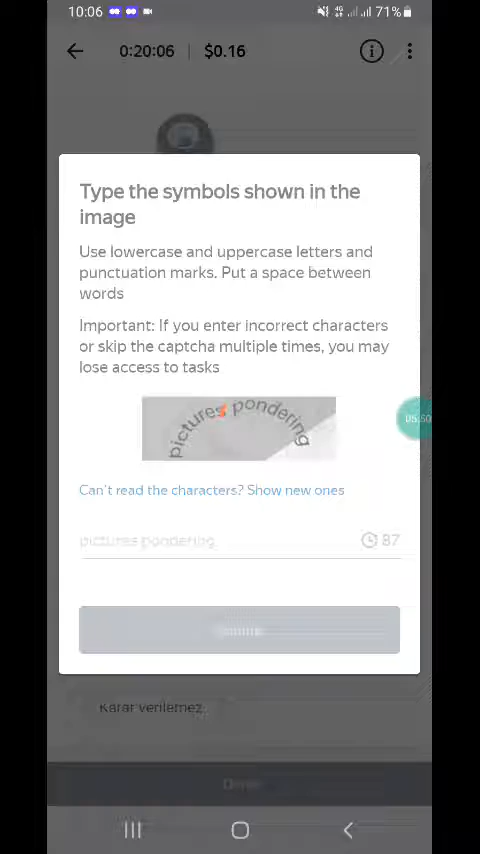 10:06 71%
0:20:06 $0.16
Type the symbols shown in the
image
Use lowercase and uppercase letters and
punctuation marks. Put a space between
words
Important: If you enter incorrect characters
or skip the captcha multiple times, you may
lose access to tasks
pictures pondering
05:50
Can't read the characters? Show new ones
pictures pondering
87
Karar verilemez